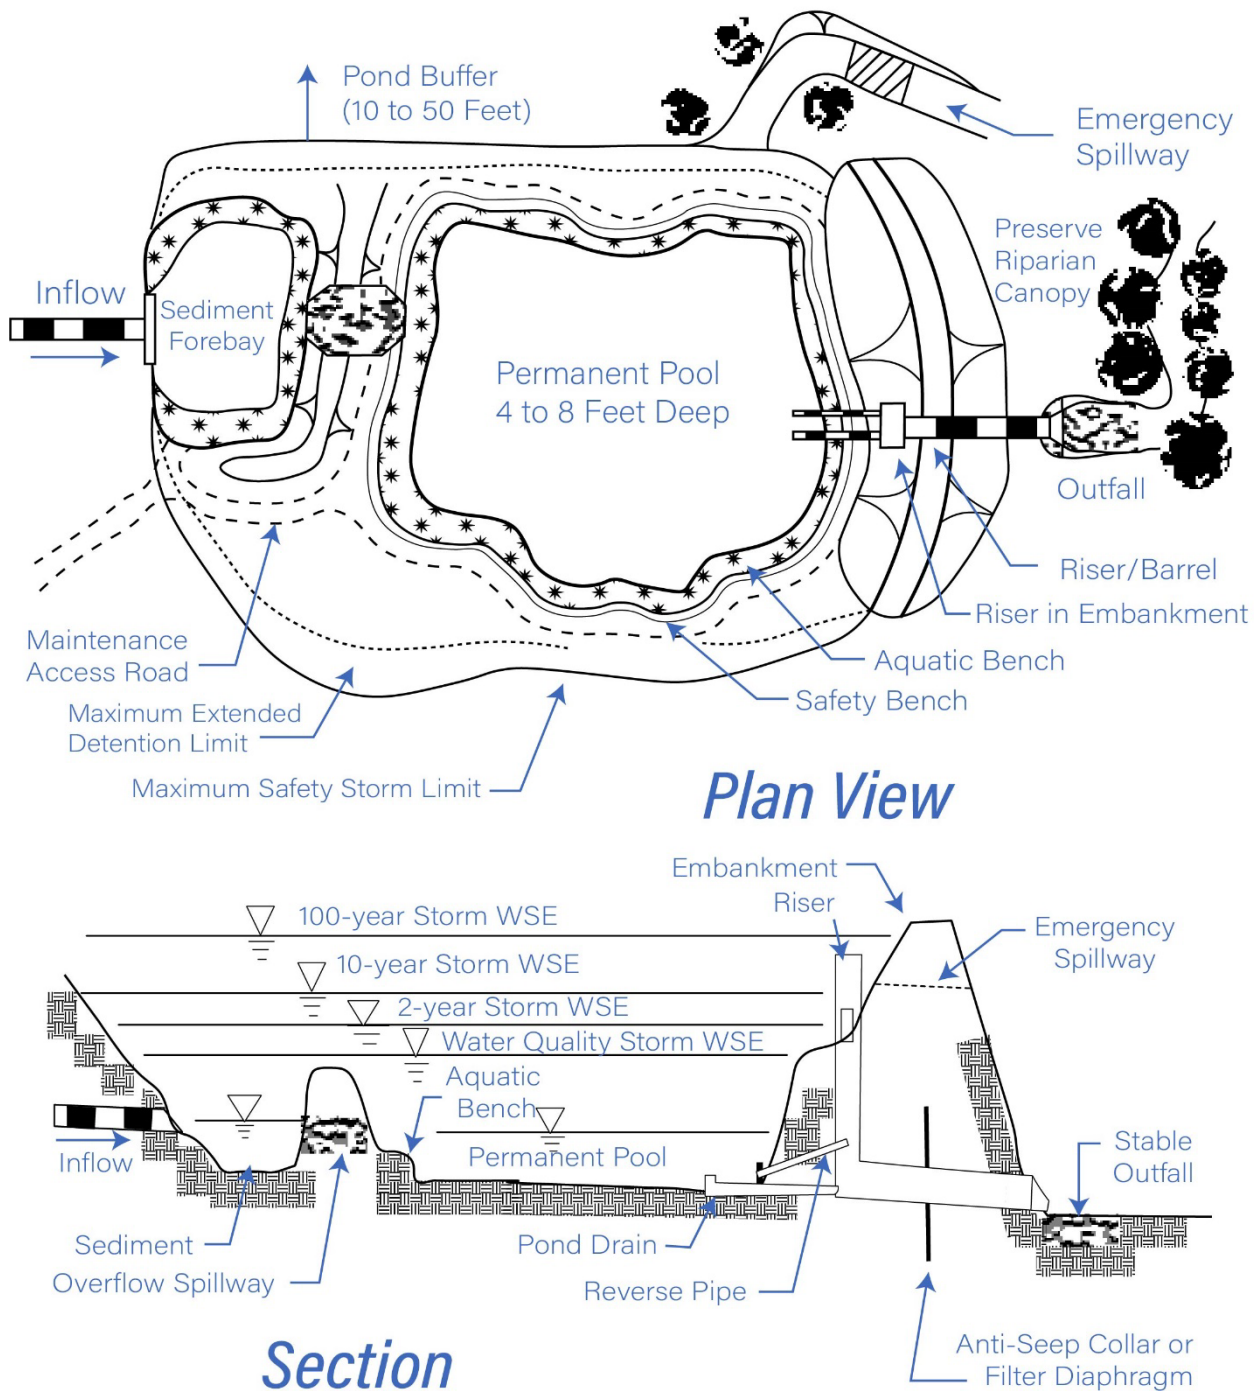 Pond Buffer
(10 to 50 Feet)
Emergency
Spillway
Preserve
Riparian
Canopy
Inflow
Sediment
Forebay
Permanent Pool
4 to 8 Feet Deep
Outfall
Riser/Barrel
Riser in Embankment
Maintenance
Access Road
Aquatic Bench
Safety Bench
Maximum Extended
Detention Limit
Maximum Safety Storm Limit
Plan View
Embankment
Riser
100-year Storm WSE
Emergency
Spillway
10-year Storm WSE
2-year Storm WSE
Water Quality Storm WSE
Aquatic
Bench
Inflow
Permanent Pool
Stable
Outfall
Sediment
Overflow Spillway
Pond Drain
Reverse Pipe
Anti-Seep Collar or
Filter Diaphragm
Section